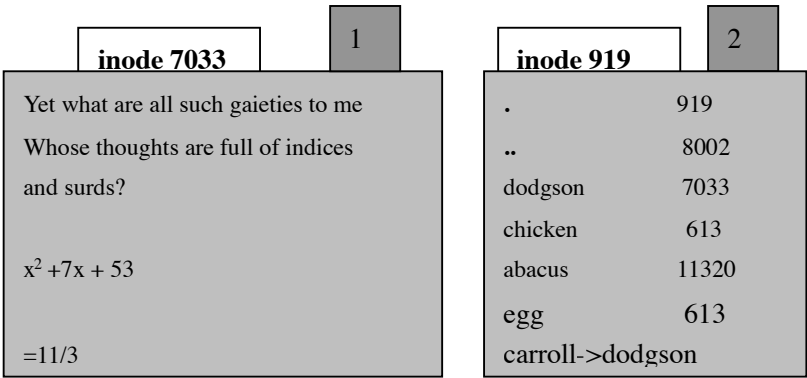 inode 7033
1
Yet what are all such gaieties to me
Whose thoughts are full of indices
and surds?
x² +7x + 53
=11/3
inode 919
2
. 919
.. 8002
dodgson 7033
chicken 613
abacus 11320
egg 613
carroll->dodgson